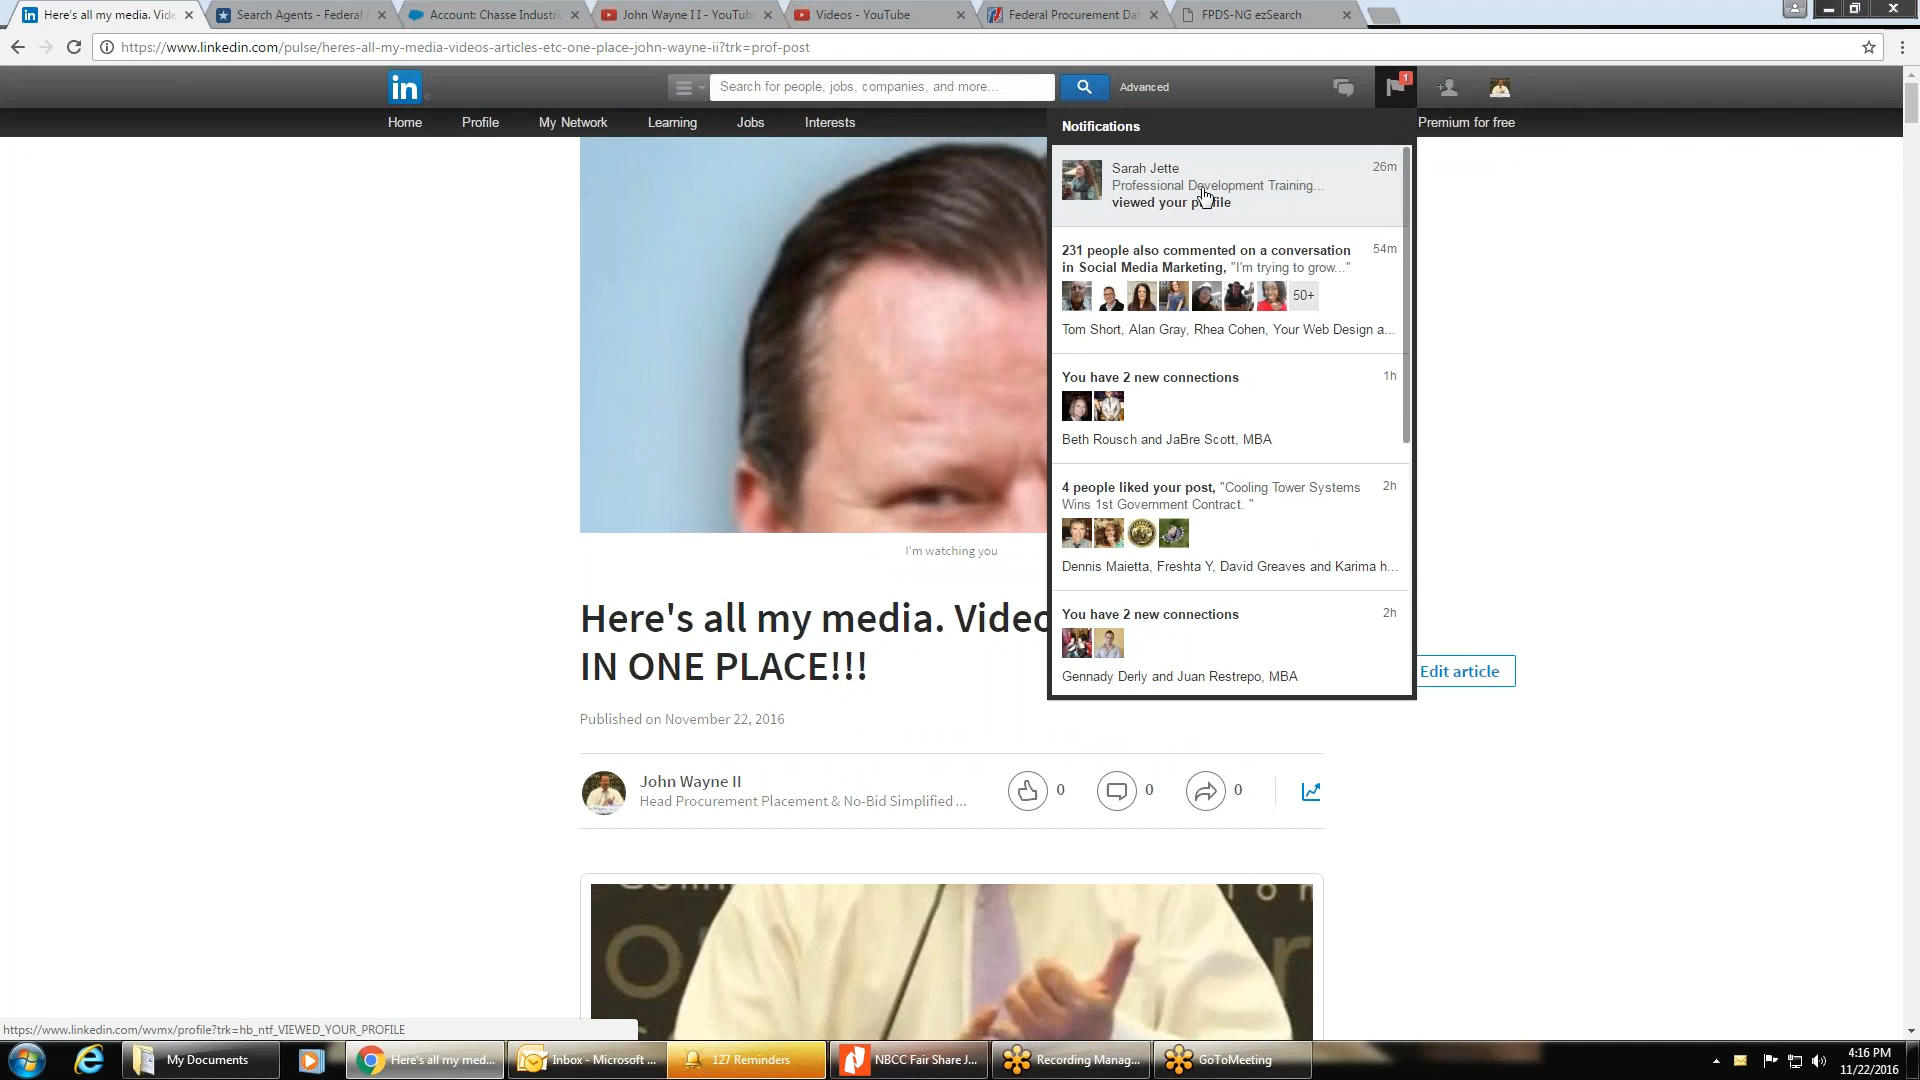 Here's all my media. Vide
Search Agents - Federal
Account: Chasse Industri
John Wayne I I - YouTub
Videos - YouTube
Federal Procurement Dat
FPDS-NG ezSearch
https://www.linkedin.com/pulse/heres-all-my-media-videos-articles-etc-one-place-john-wayne-ii?trk=prof-post
in
Search for people, jobs, companies, and more...
Advanced
1
Home
Profile
My Network
Learning
Jobs
Interests
Premium for free
Notifications
Sarah Jette
26m
Professional Development Training...
viewed your profile
231 people also commented on a conversation
54m
in Social Media Marketing, "I'm trying to grow..."
50+
Tom Short, Alan Gray, Rhea Cohen, Your Web Design a...
You have 2 new connections
1h
Beth Rousch and JaBre Scott, MBA
4 people liked your post, "Cooling Tower Systems
2h
Wins 1st Government Contract. "
Dennis Maietta, Freshta Y, David Greaves and Karima h...
You have 2 new connections
2h
Gennady Derly and Juan Restrepo, MBA
I'm watching you
Here's all my media. Video
IN ONE PLACE!!!
Edit article
Published on November 22, 2016
John Wayne II
Head Procurement Placement & No-Bid Simplified ...
0
0
0
https://www.linkedin.com/wvmx/profile?trk=hb_ntf_VIEWED_YOUR_PROFILE
My Documents
Here's all my med...
Inbox - Microsoft ...
127 Reminders
NBCC Fair Share J...
Recording Manag...
GoToMeeting
4:16 PM
11/22/2016